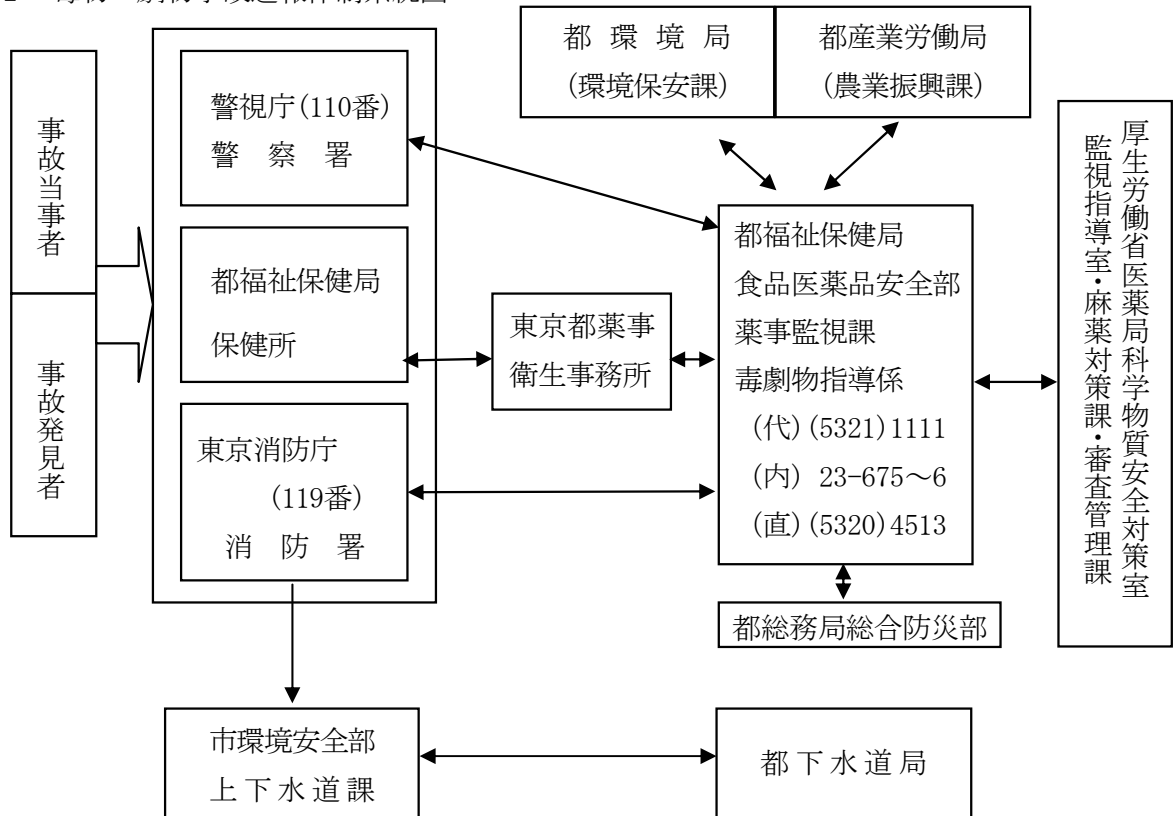 事故当事者
事故発見者
警視庁(110番)
警察署
都福祉保健局
保健所
東京消防庁
(119番)
消防署
東京都薬事
衛生事務所
都環境局
(環境保安課)
都産業労働局
(農業振興課)
都福祉保健局
食品医薬品安全部
薬事監視課
毒劇物指導係
(代)(5321)1111
(内) 23-675～6
(直)(5320)4513
都総務局総合防災部
厚生労働省医薬局科学物質安全対策室
監視指導室・麻薬対策課・審査管理課
市環境安全部
上下水道課
都下水道局